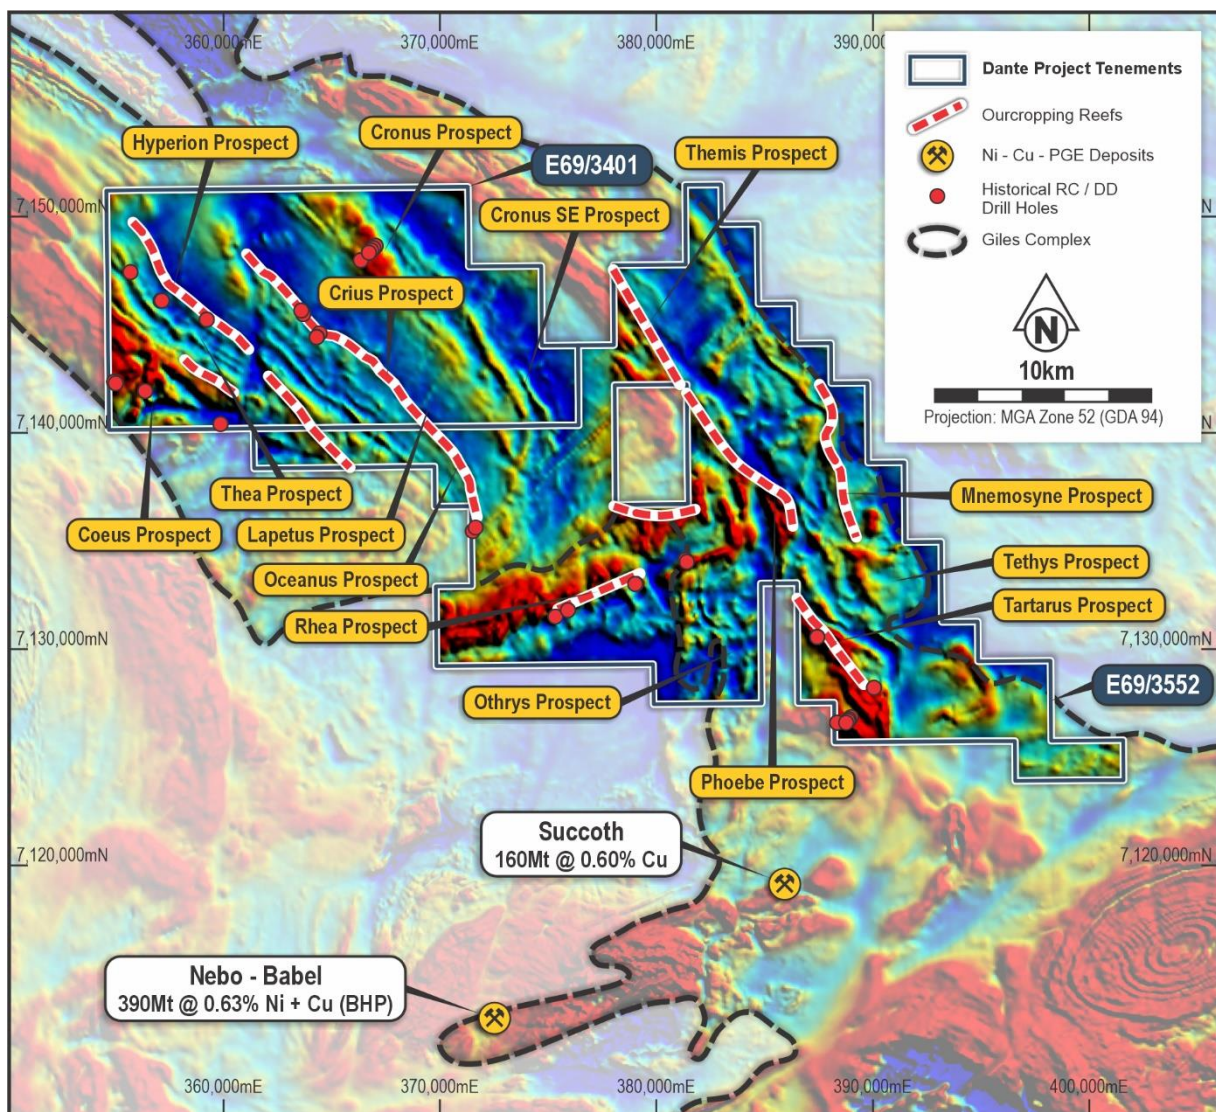 360,000mE
370,000mE
380,000mE
390,0
Dante Project Tenements
Ourcropping Reefs
Ni - Cu - PGE Deposits
Historical RC / DD
Drill Holes
Giles Complex
N
10km
Projection: MGA Zone 52 (GDA 94)
Hyperion Prospect
Cronus Prospect
E69/3401
Themis Prospect
7,150,000mN
N
Cronus SE Prospect
Crius Prospect
7,140,000mN
N
Thea Prospect
Mnemosyne Prospect
Coeus Prospect
Lapetus Prospect
Oceanus Prospect
Tethys Prospect
Rhea Prospect
Tartarus Prospect
7,130,000mN
7,130,000mN
Othrys Prospect
E69/3552
Phoebe Prospect
Succoth
160Mt @ 0.60% Cu
7,120,000mN
7,120,000mN
Nebo - Babel
390Mt @ 0.63% Ni + Cu (BHP)
360,000mE
370,000mE
380,000mE
390,000mE
400,000mE